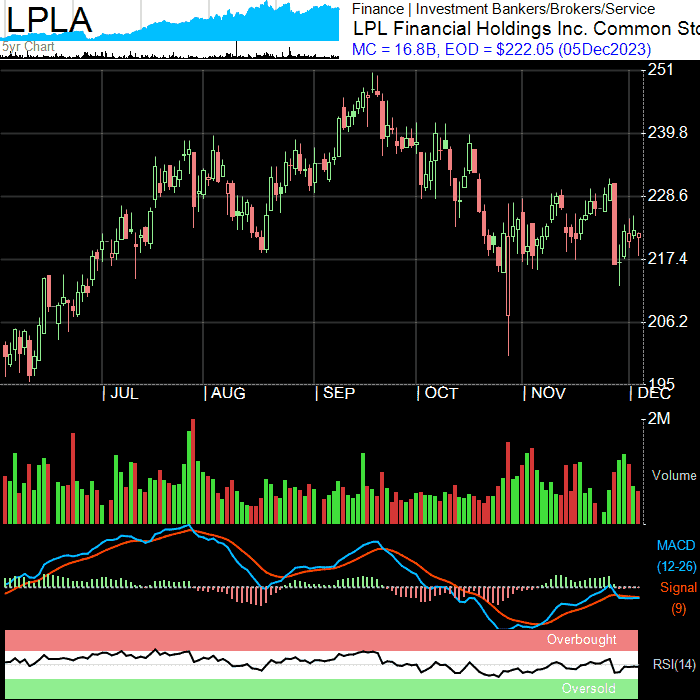 LPLA
5yr Chart
Finance | Investment Bankers/Brokers/Service
LPL Financial Holdings Inc. Common Sto
MC = 16.8B, EOD = $222.05 (05Dec2023)
251
239.8
228.6
217.4
206.2
195
JUL AUG SEP OCT NOV DEC
2M
Volume
MACD
(12-26)
Signal
(9)
Overbought
RSI(14)
Oversold